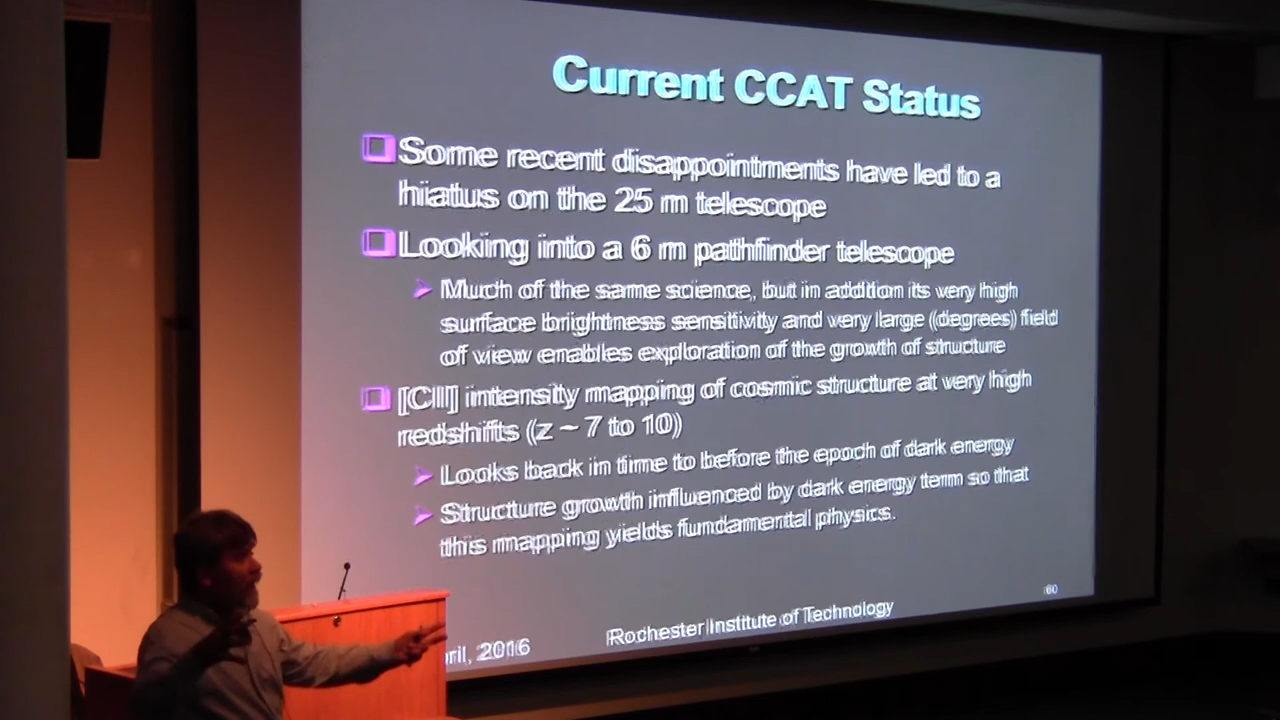 Current CCAT Status
Some recent disappointments have led to a
hiatus on the 25 m telescope
Looking into a 6 m pathfinder telescope
Much of the same science, but in addition its very high
surface brightness sensitivity and very large (degrees) field
of view enables exploration of the growth of structure
[CII] intensity mapping of cosmic structure at very high
redshifts (z ~ 7 to 10)
Looks back in time to before the epoch of dark energy
Structure growth influenced by dark energy term so that
this mapping yields fundamental physics.
60
ril, 2016
Rochester Institute of Technology